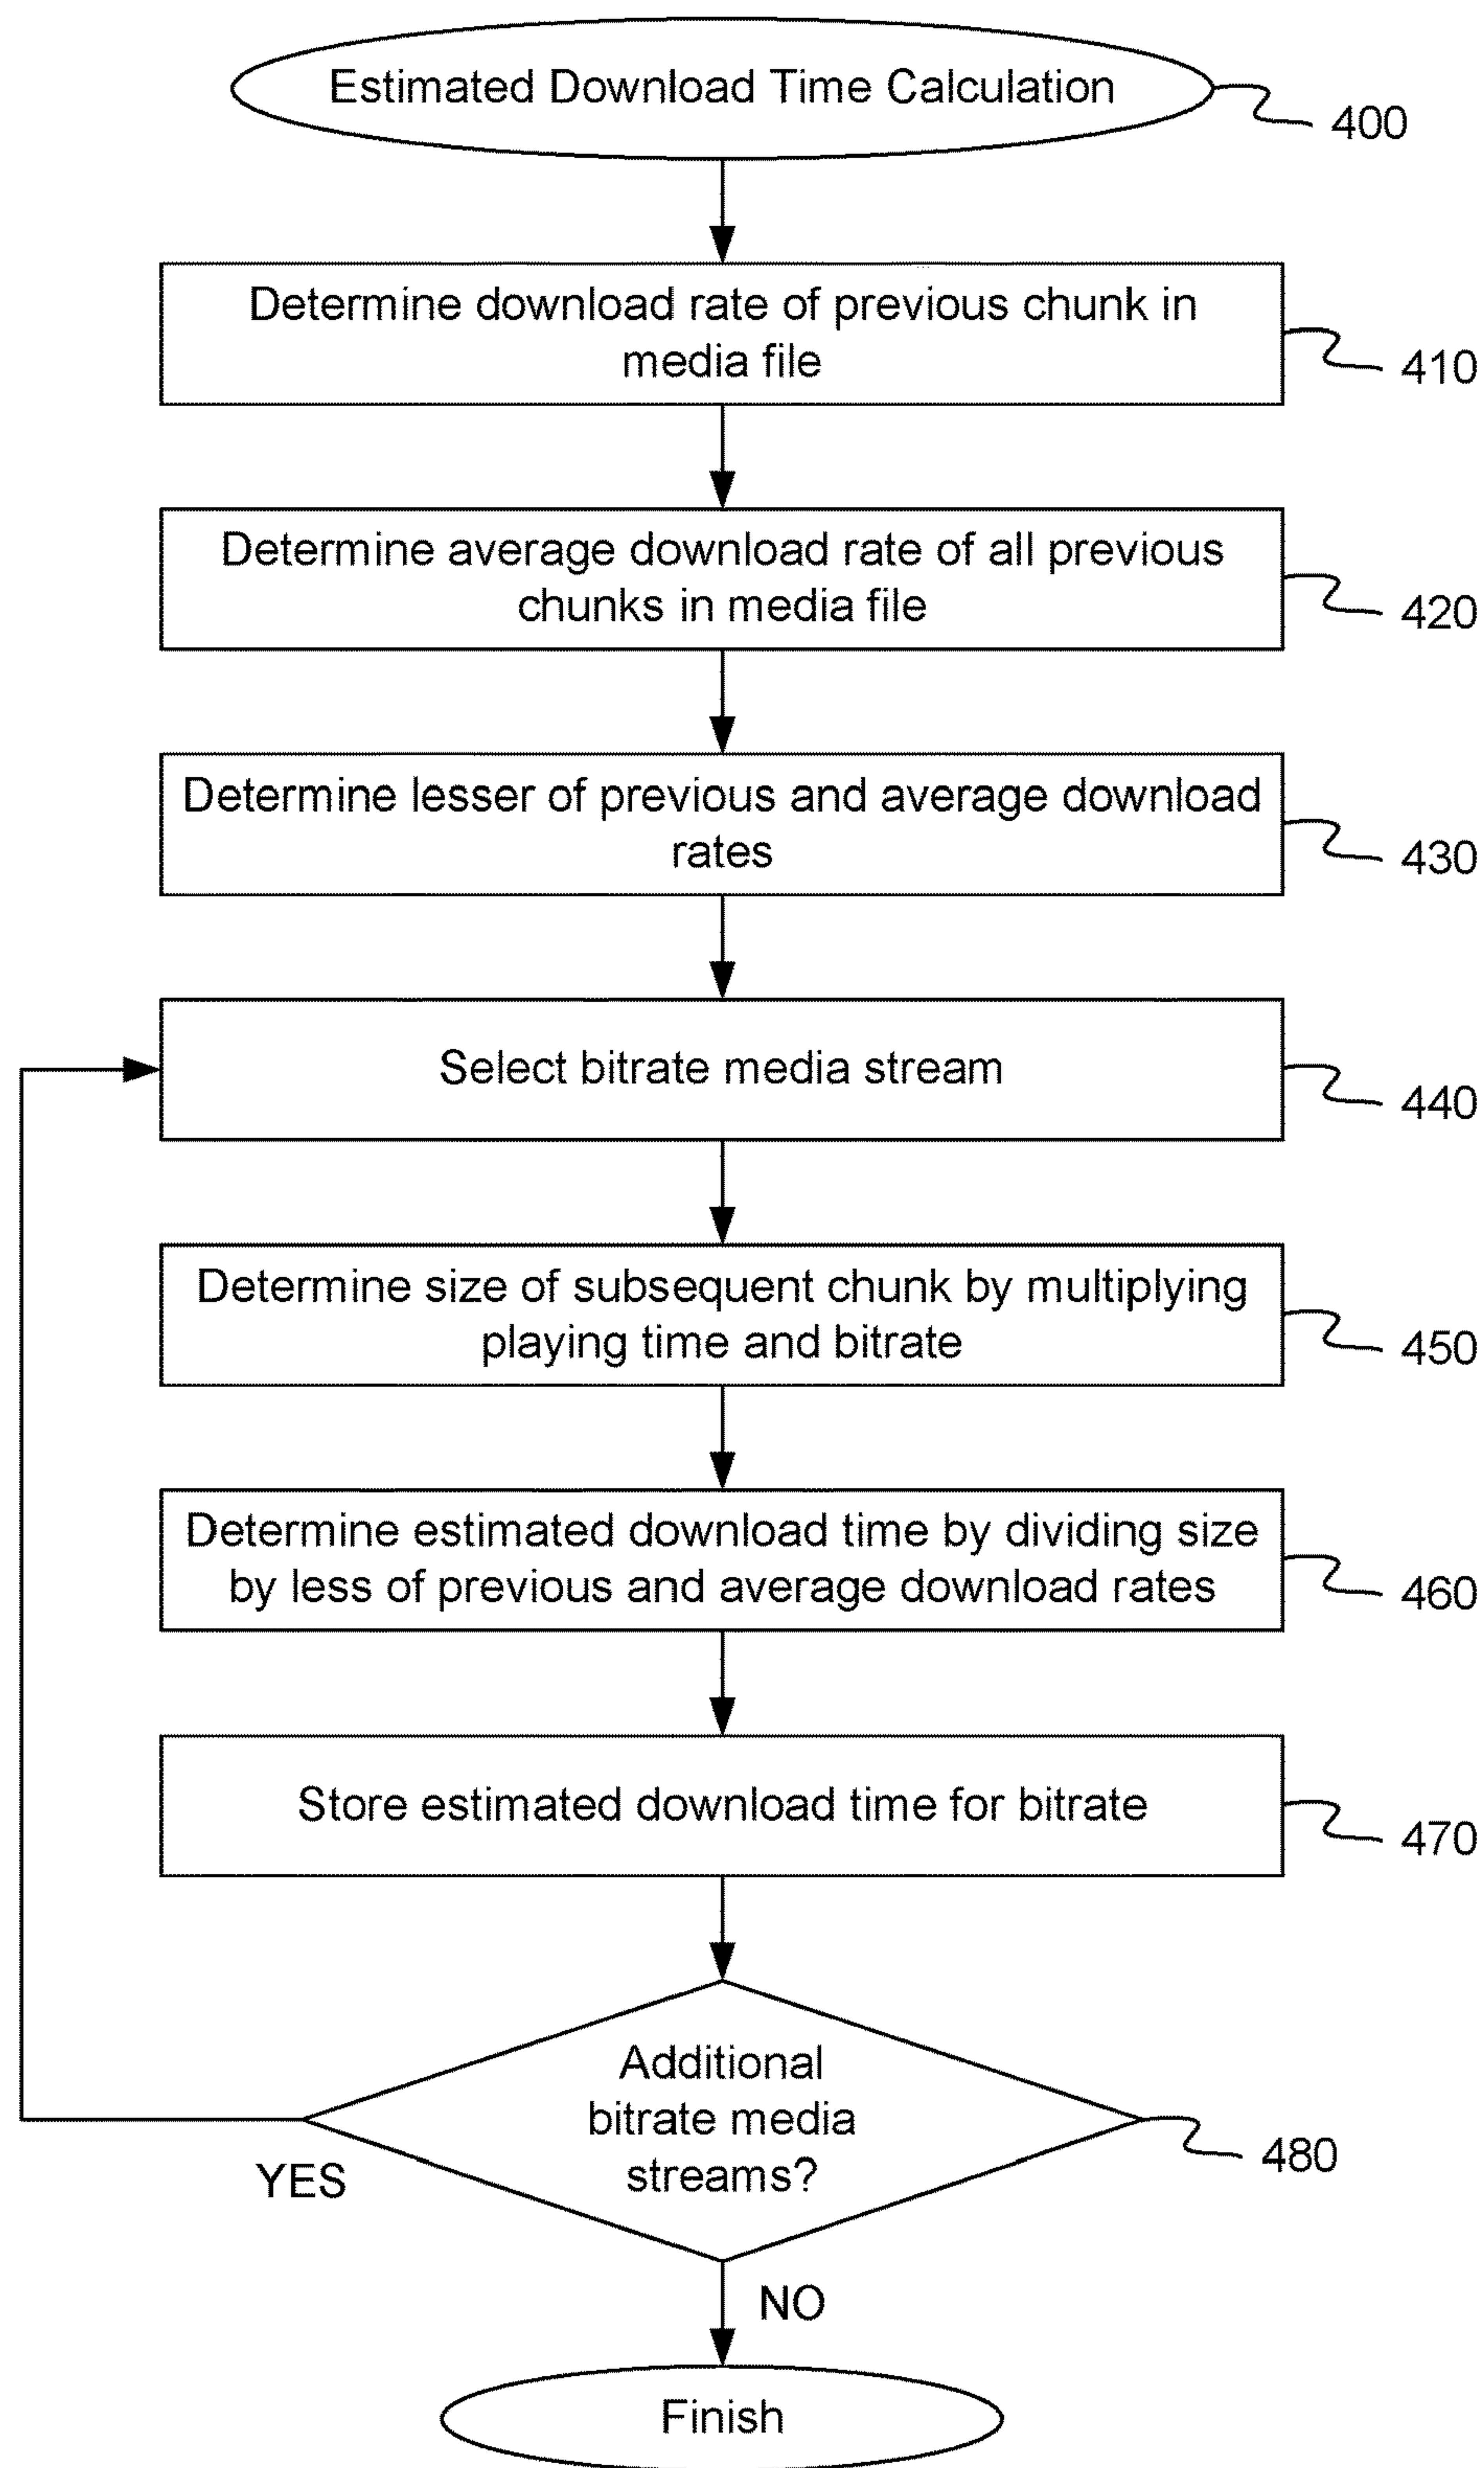 Estimated Download Time Calculation
400
Determine download rate of previous chunk in
media file
410
Determine average download rate of all previous
chunks in media file
420
Determine lesser of previous and average download
rates
430
Select bitrate media stream
440
Determine size of subsequent chunk by multiplying
playing time and bitrate
450
Determine estimated download time by dividing size
by less of previous and average download rates
460
Store estimated download time for bitrate
470
Additional
bitrate media
streams?
480
YES
NO
Finish